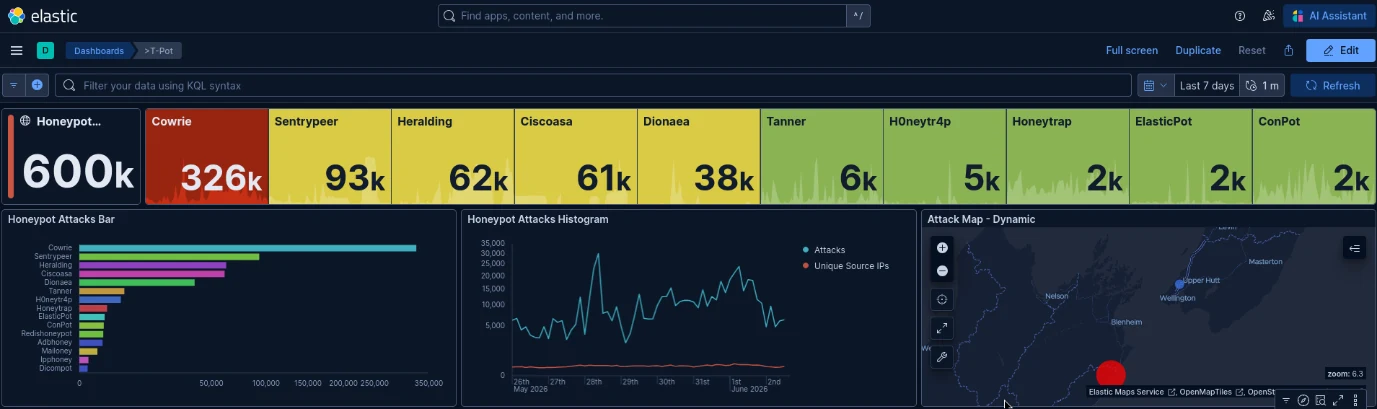 elastic
Find apps, content, and more.
^/
AI Assistant
D
Dashboards
>T-Pot
Full screen
Duplicate
Reset
Edit
Filter your data using KQL syntax
Last 7 days
1 m
Refresh
Honeypot...
600k
Cowrie
326k
Sentrypeer
93k
Heralding
62k
Ciscoasa
61k
Dionaea
38k
Tanner
6k
H0neytr4p
5k
Honeytrap
2k
ElasticPot
2k
ConPot
2k
Honeypot Attacks Bar
Cowrie
Sentrypeer
Heralding
Ciscoasa
Dionaea
Tanner
H0neytr4p
Honeytrap
ElasticPot
ConPot
Redishoneypot
Adbhoney
Mailoney
Ipphoney
Dicompot
0 50,000 100,000 150,000 200,000 250,000 350,000
Honeypot Attacks Histogram
35,000
30,000
25,000
20,000
15,000
10,000
5,000
0
26th 27th 28th 29th 30th 31st 1st 2nd
May 2026 June 2026
Attacks
Unique Source IPs
Attack Map - Dynamic
Masterton
Upper Hutt
Wellington
Nelson
Blenheim
zoom: 6.3
Elastic Maps Service , OpenMapTiles , OpenSt